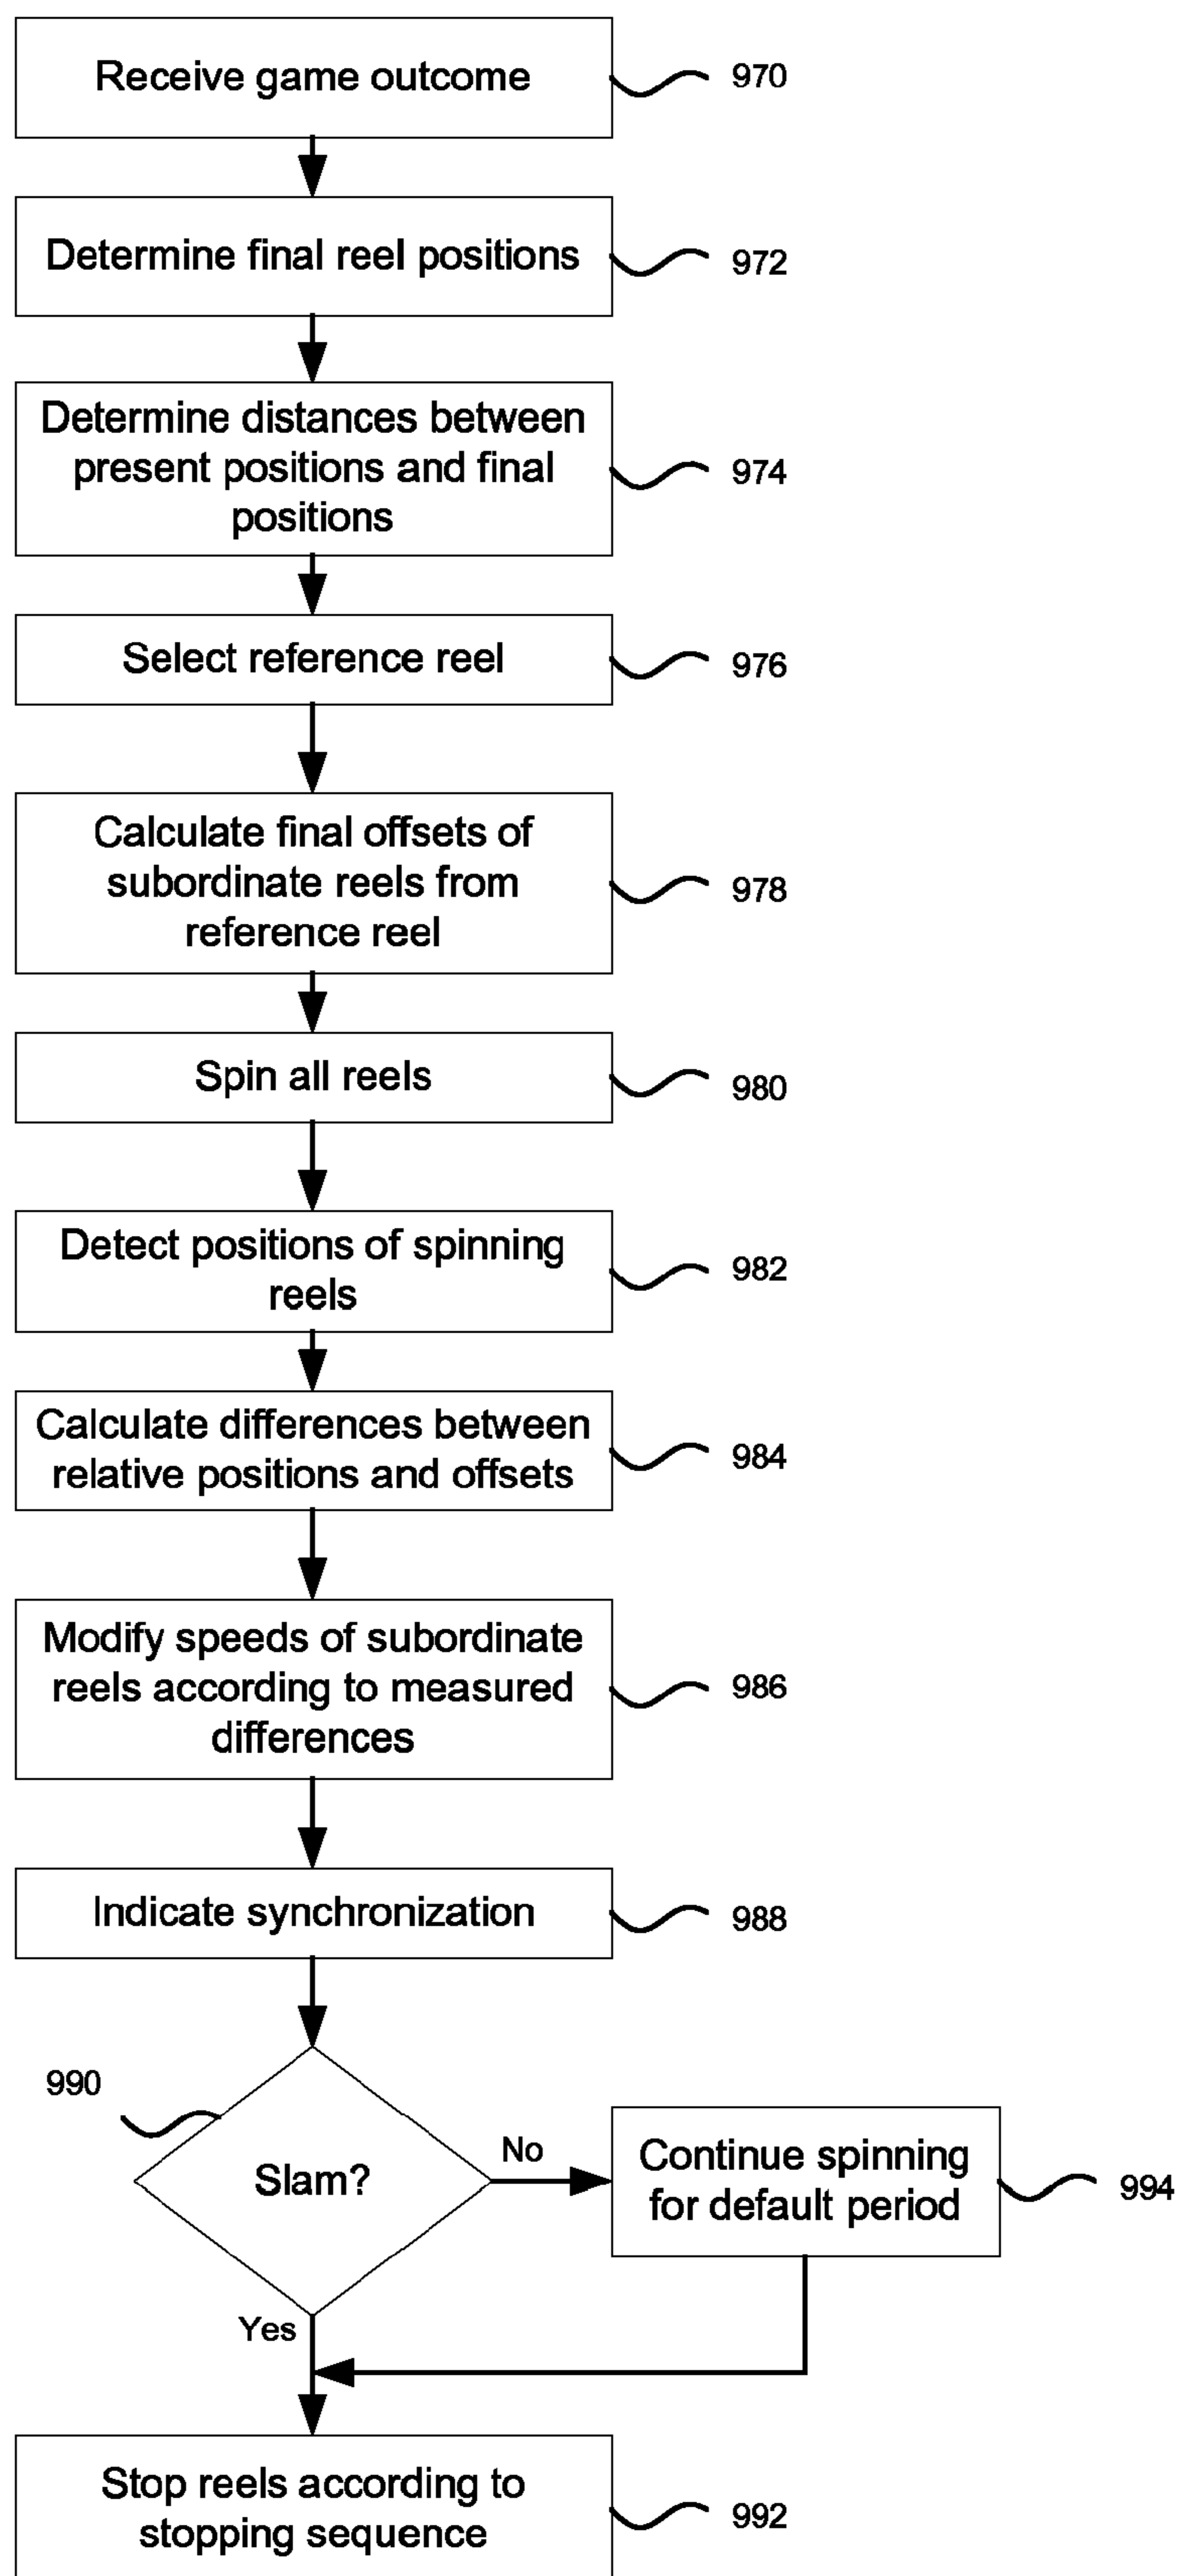 Receive game outcome
970
Determine final reel positions
972
Determine distances between
present positions and final
positions
974
Select reference reel
976
Calculate final offsets of
subordinate reels from
reference reel
978
Spin all reels
980
Detect positions of spinning
reels
982
Calculate differences between
relative positions and offsets
984
Modify speeds of subordinate
reels according to measured
differences
986
Indicate synchronization
988
990
Slam?
No
Continue spinning
for default period
994
Yes
Stop reels according to
stopping sequence
992